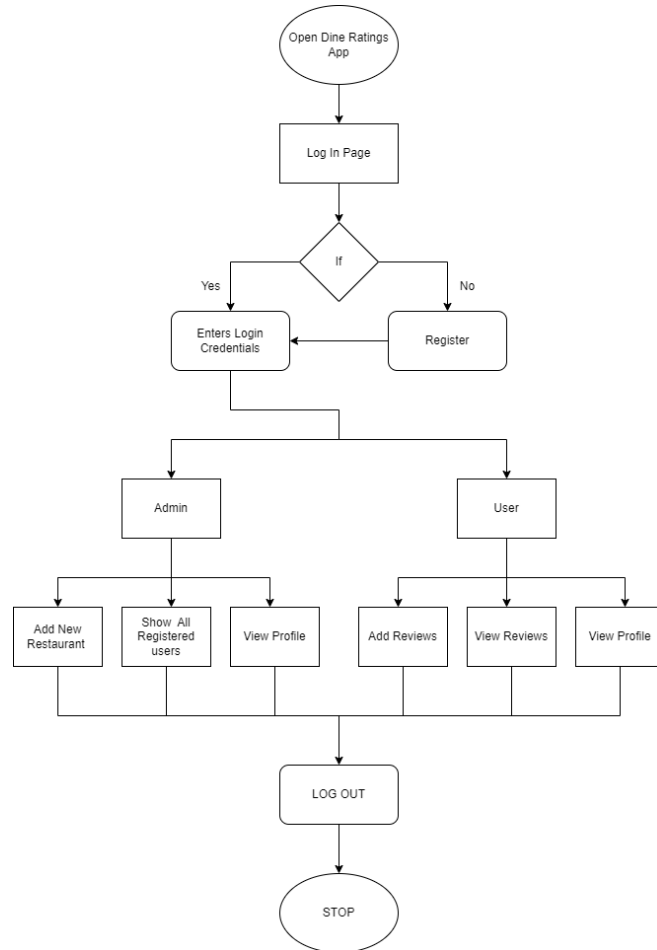 Open Dine Ratings
App
Log In Page
If
Yes
No
Enters Login
Credentials
Register
Admin
User
Add New
Restaurant
Show All
Registered
users
View Profile
Add Reviews
View Reviews
View Profile
LOG OUT
STOP